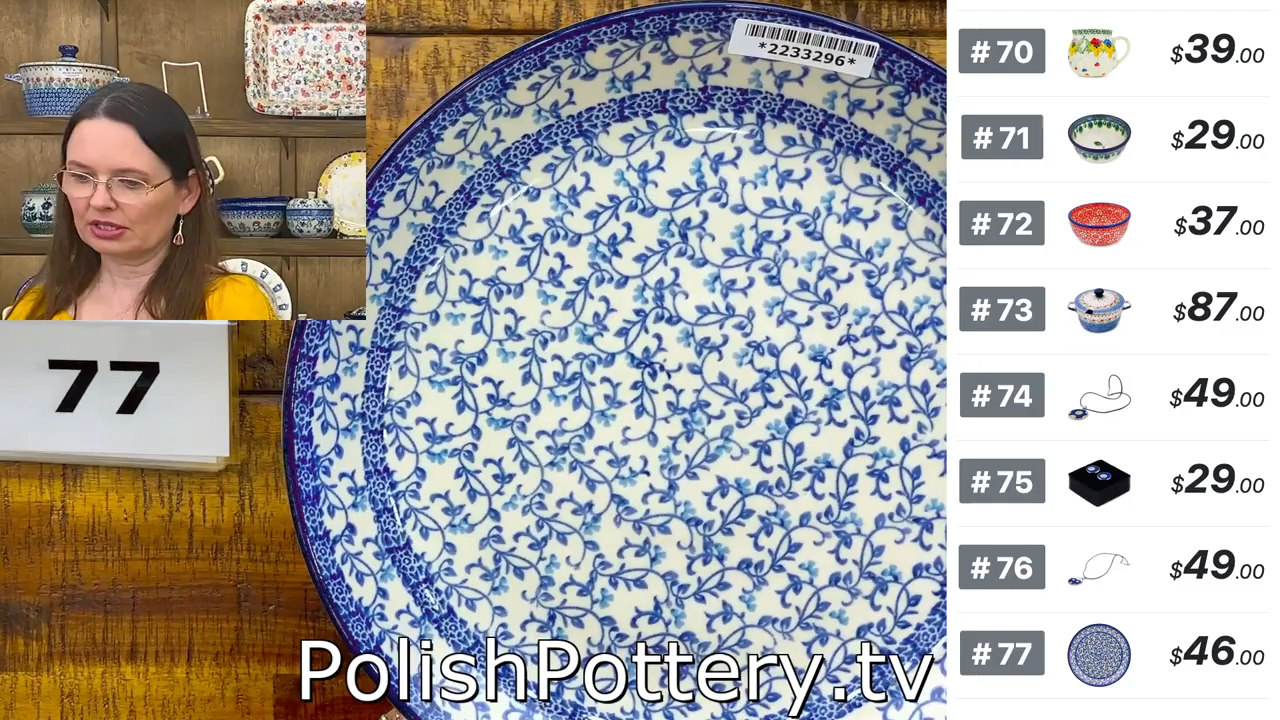 *2233296*
77
PolishPottery.tv
# 70 $39.00
# 71 $29.00
# 72 $37.00
# 73 $87.00
# 74 $49.00
# 75 $29.00
# 76 $49.00
# 77 $46.00